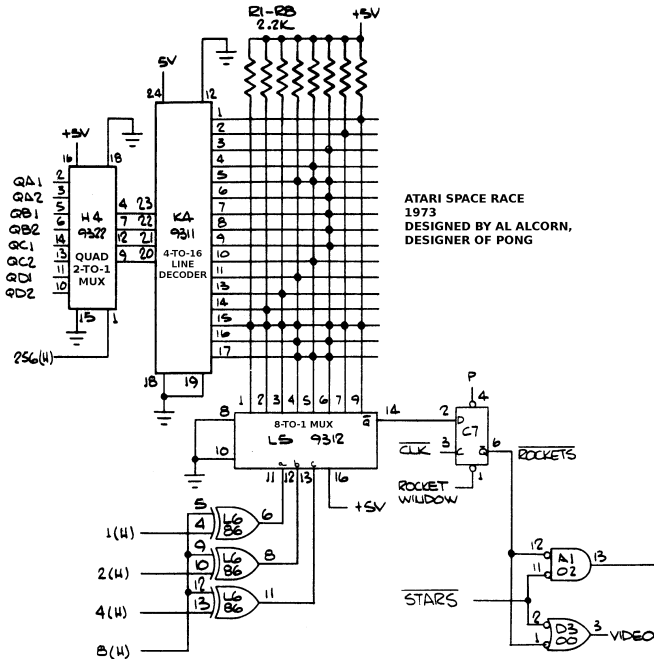 R1-R8
2.2K
+5V
5V
24
12
+5V
16
18
QA1 2
QA2 3
QB1 5
QB2 6
QC1 14
QC2 13
QD1 11
QD2 10
H4
9322
QUAD
2-TO-1
MUX
4 23
7 22
12 21
9 20
15
1
256(H)
K4
9311
4-TO-16
LINE
DECODER
18
19
1
2
3
4
5
6
7
8
9
10
11
13
14
15
16
17
ATARI SPACE RACE
1973
DESIGNED BY AL ALCORN,
DESIGNER OF PONG
1 2 3 4 5 6 7 9
8
10
8-TO-1 MUX
L5 9312
Q
a b c
11 12 13
16
+5V
14
P
4
2
D
C7
3
C
Q
6
1
CLK
ROCKET
WINDOW
ROCKETS
5
4
L6
86
6
1(H)
9
10
L6
86
8
2(H)
12
13
L6
86
11
4(H)
8(H)
STARS
12
11
A1
02
13
2
1
D3
00
3
VIDEO